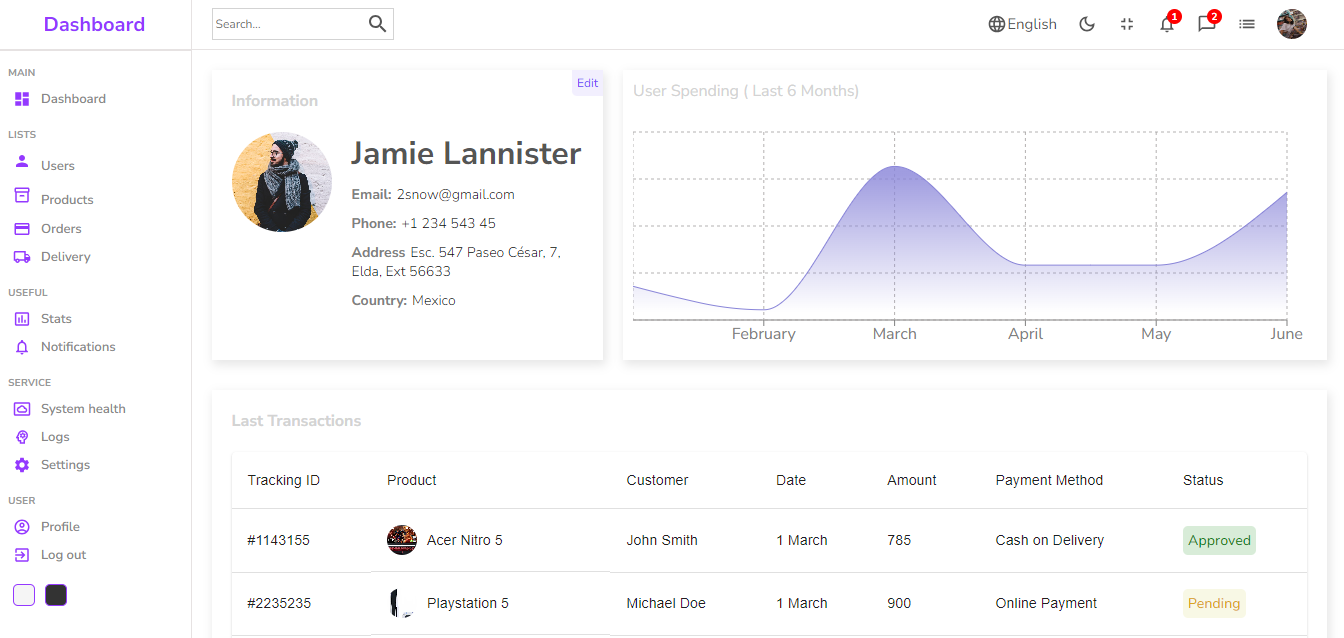 Dashboard
Search...
English
1
2
MAIN
Dashboard
LISTS
Users
Products
Orders
Delivery
USEFUL
Stats
Notifications
SERVICE
System health
Logs
Settings
USER
Profile
Log out
Edit
Information
Jamie Lannister
Email: 2snow@gmail.com
Phone: +1 234 543 45
Address Esc. 547 Paseo César, 7,
Elda, Ext 56633
Country: Mexico
User Spending ( Last 6 Months)
February March April May June
Last Transactions
Tracking ID Product Customer Date Amount Payment Method Status
#1143155 Acer Nitro 5 John Smith 1 March 785 Cash on Delivery Approved
#2235235 Playstation 5 Michael Doe 1 March 900 Online Payment Pending